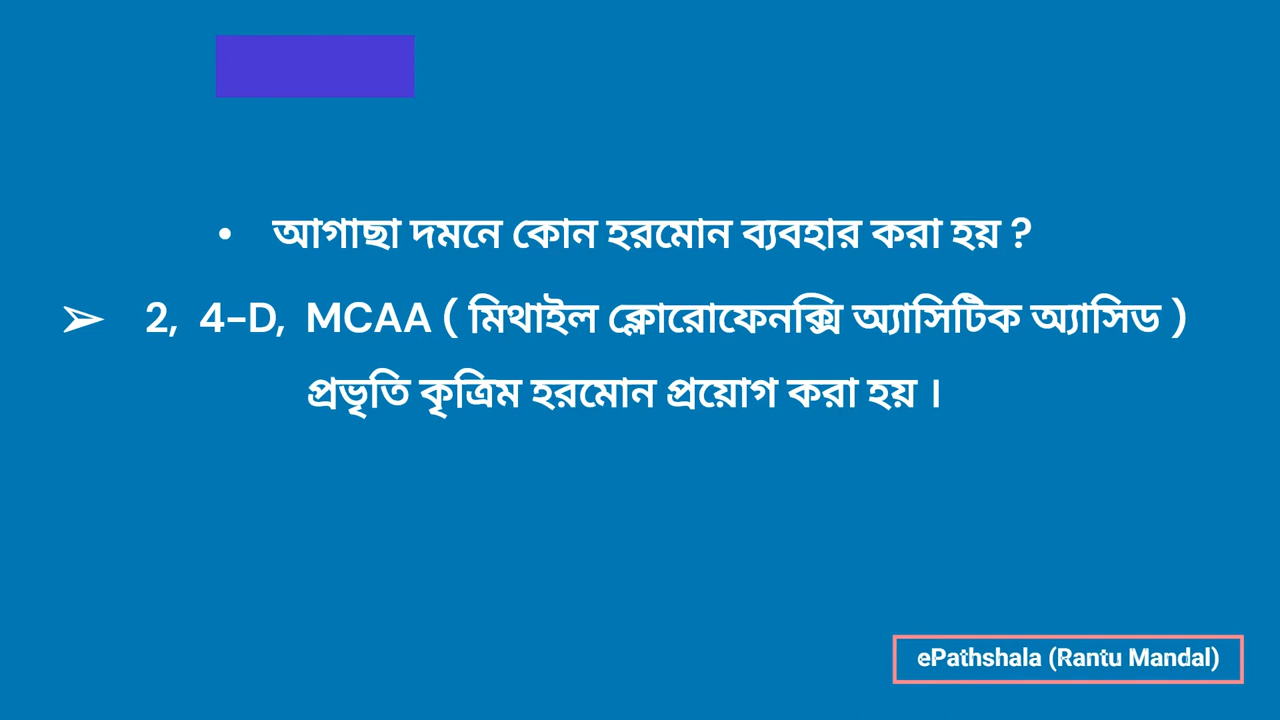 • আগাছা দমনে কোন হরমোন ব্যবহার করা হয় ?
➢ 2, 4-D, MCAA ( মিথাইল ক্লোরোফেনক্সি অ্যাসিটিক অ্যাসিড )
প্রভৃতি কৃত্রিম হরমোন প্রয়োগ করা হয় ।
ePathshala (Rantu Mandal)